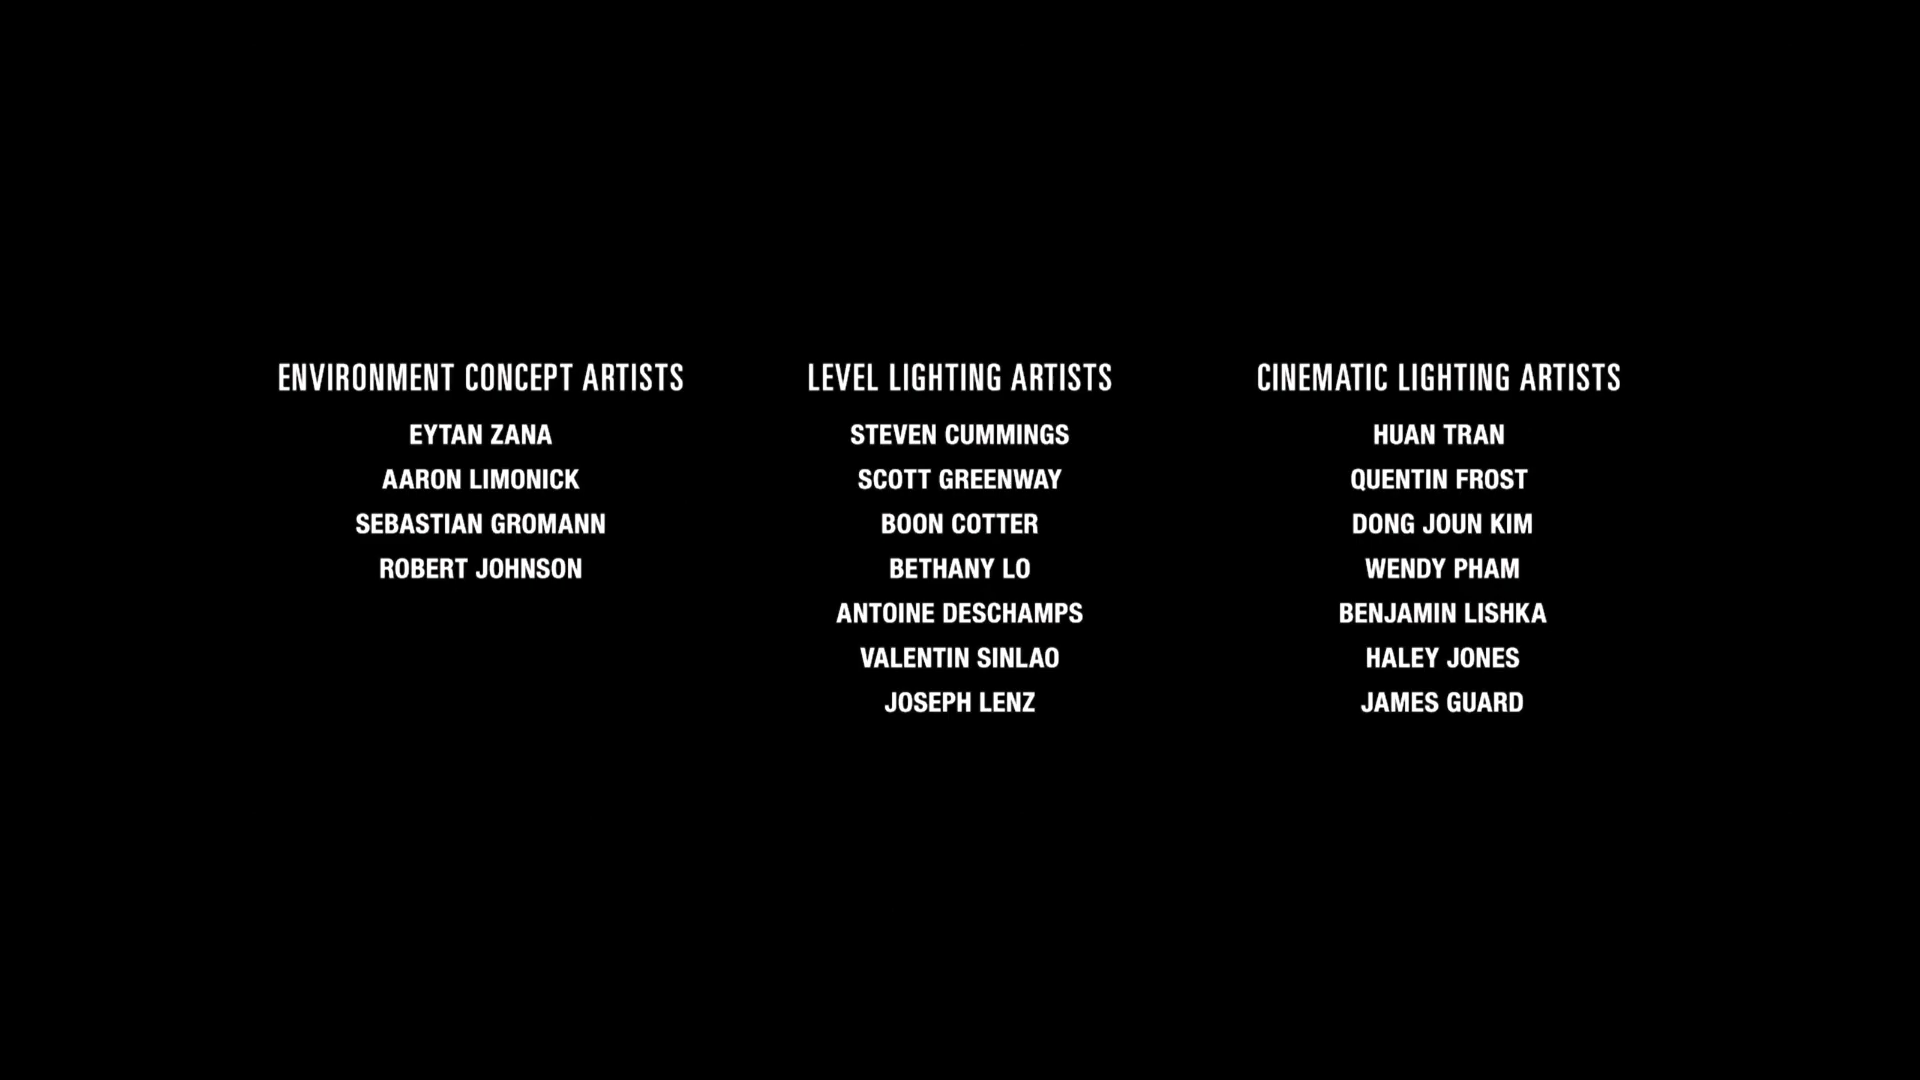 ENVIRONMENT CONCEPT ARTISTS
EYTAN ZANA
AARON LIMONICK
SEBASTIAN GROMANN
ROBERT JOHNSON
LEVEL LIGHTING ARTISTS
STEVEN CUMMINGS
SCOTT GREENWAY
BOON COTTER
BETHANY LO
ANTOINE DESCHAMPS
VALENTIN SINLAO
JOSEPH LENZ
CINEMATIC LIGHTING ARTISTS
HUAN TRAN
QUENTIN FROST
DONG JOUN KIM
WENDY PHAM
BENJAMIN LISHKA
HALEY JONES
JAMES GUARD